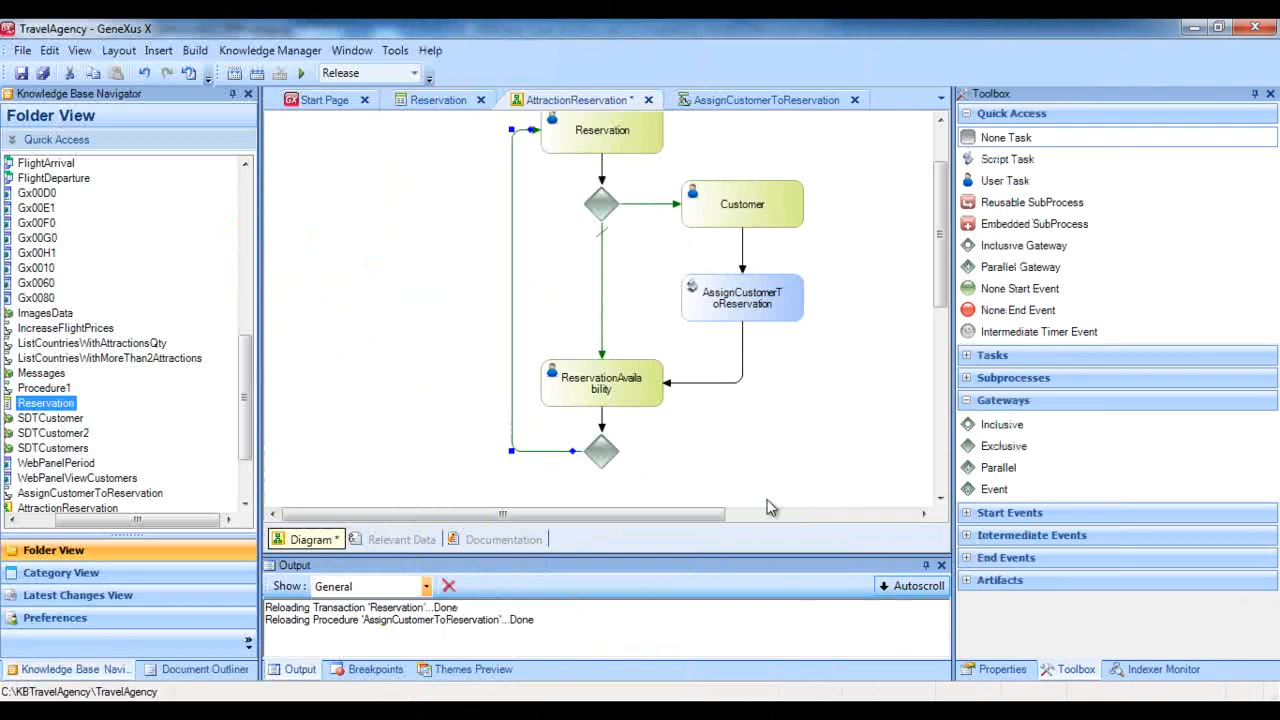 TravelAgency - GeneXus X
File Edit View Layout Insert Build Knowledge Manager Window Tools Help
Release
Knowledge Base Navigator
Folder View
Quick Access
FlightArrival
FlightDeparture
Gx00D0
Gx00E1
Gx00F0
Gx00G0
Gx00H1
Gx0010
Gx0060
Gx0080
ImagesData
IncreaseFlightPrices
ListCountriesWithAttractionsQty
ListCountriesWithMoreThan2Attractions
Messages
Procedure1
Reservation
SDTCustomer
SDTCustomer2
SDTCustomers
WebPanelPeriod
WebPanelViewCustomers
AssignCustomerToReservation
AttractionReservation
Folder View
Category View
Latest Changes View
Preferences
Knowledge Base Navi...
Document Outliner
Start Page
Reservation
AttractionReservation *
AssignCustomerToReservation
Reservation
Customer
AssignCustomerT
oReservation
ReservationAvaila
bility
Diagram *
Relevant Data
Documentation
Output
Show: General
Autoscroll
Reloading Transaction 'Reservation'...Done
Reloading Procedure 'AssignCustomerToReservation'...Done
Output
Breakpoints
Themes Preview
Toolbox
Quick Access
None Task
Script Task
User Task
Reusable SubProcess
Embedded SubProcess
Inclusive Gateway
Parallel Gateway
None Start Event
None End Event
Intermediate Timer Event
Tasks
Subprocesses
Gateways
Inclusive
Exclusive
Parallel
Event
Start Events
Intermediate Events
End Events
Artifacts
Properties
Toolbox
Indexer Monitor
C:\KBTravelAgency\TravelAgency